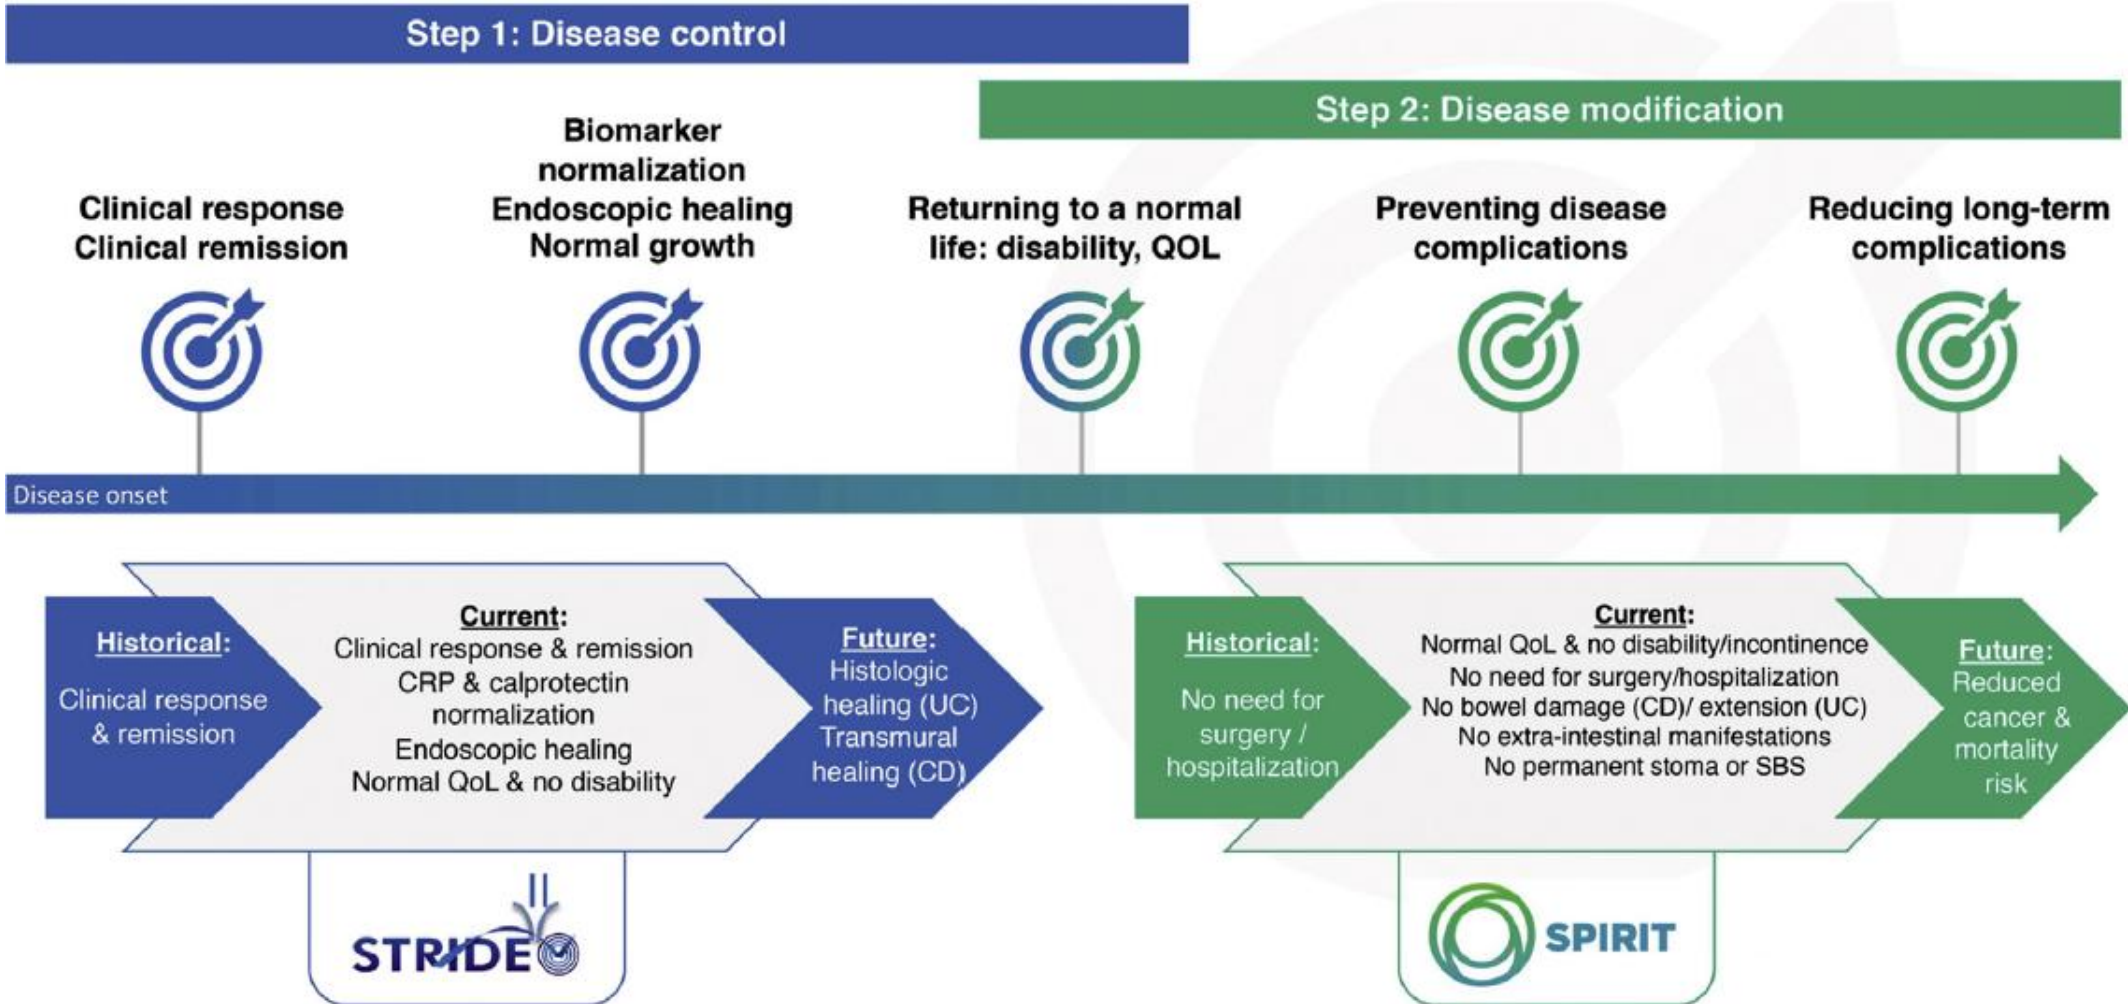 Step 1: Disease control
Step 2: Disease modification
Clinical response
Clinical remission
Biomarker
normalization
Endoscopic healing
Normal growth
Returning to a normal
life: disability, QOL
Preventing disease
complications
Reducing long-term
complications
Disease onset
Historical:
Clinical response
& remission
Current:
Clinical response & remission
CRP & calprotectin
normalization
Endoscopic healing
Normal QoL & no disability
Future:
Histologic
healing (UC)
Transmural
healing (CD)
II
STRIDE
Historical:
No need for
surgery /
hospitalization
Current:
Normal QoL & no disability/incontinence
No need for surgery/hospitalization
No bowel damage (CD)/ extension (UC)
No extra-intestinal manifestations
No permanent stoma or SBS
Future:
Reduced
cancer &
mortality
risk
SPIRIT